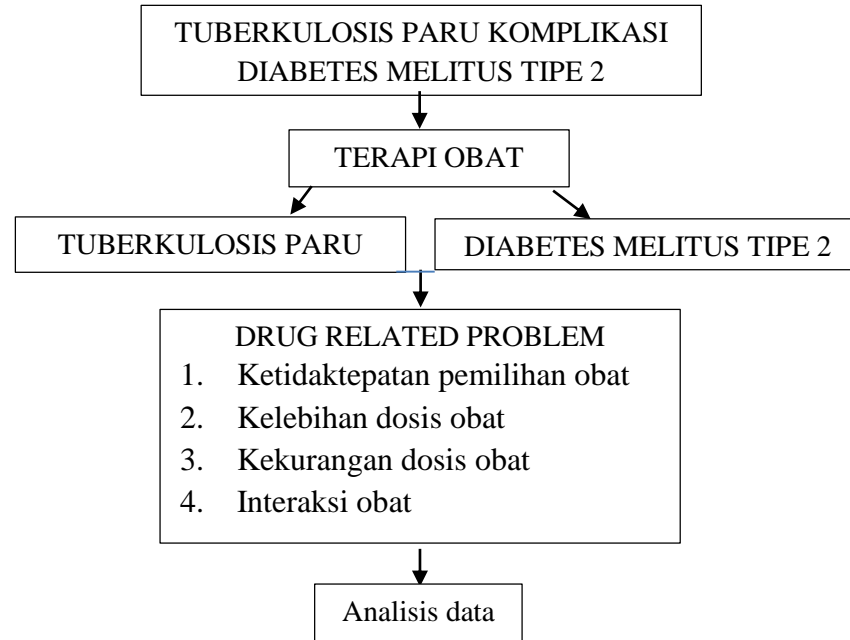 TUBERKULOSIS PARU KOMPLIKASI
DIABETES MELITUS TIPE 2
TERAPI OBAT
TUBERKULOSIS PARU
DIABETES MELITUS TIPE 2
DRUG RELATED PROBLEM
1. Ketidaktepatan pemilihan obat
2. Kelebihan dosis obat
3. Kekurangan dosis obat
4. Interaksi obat
Analisis data